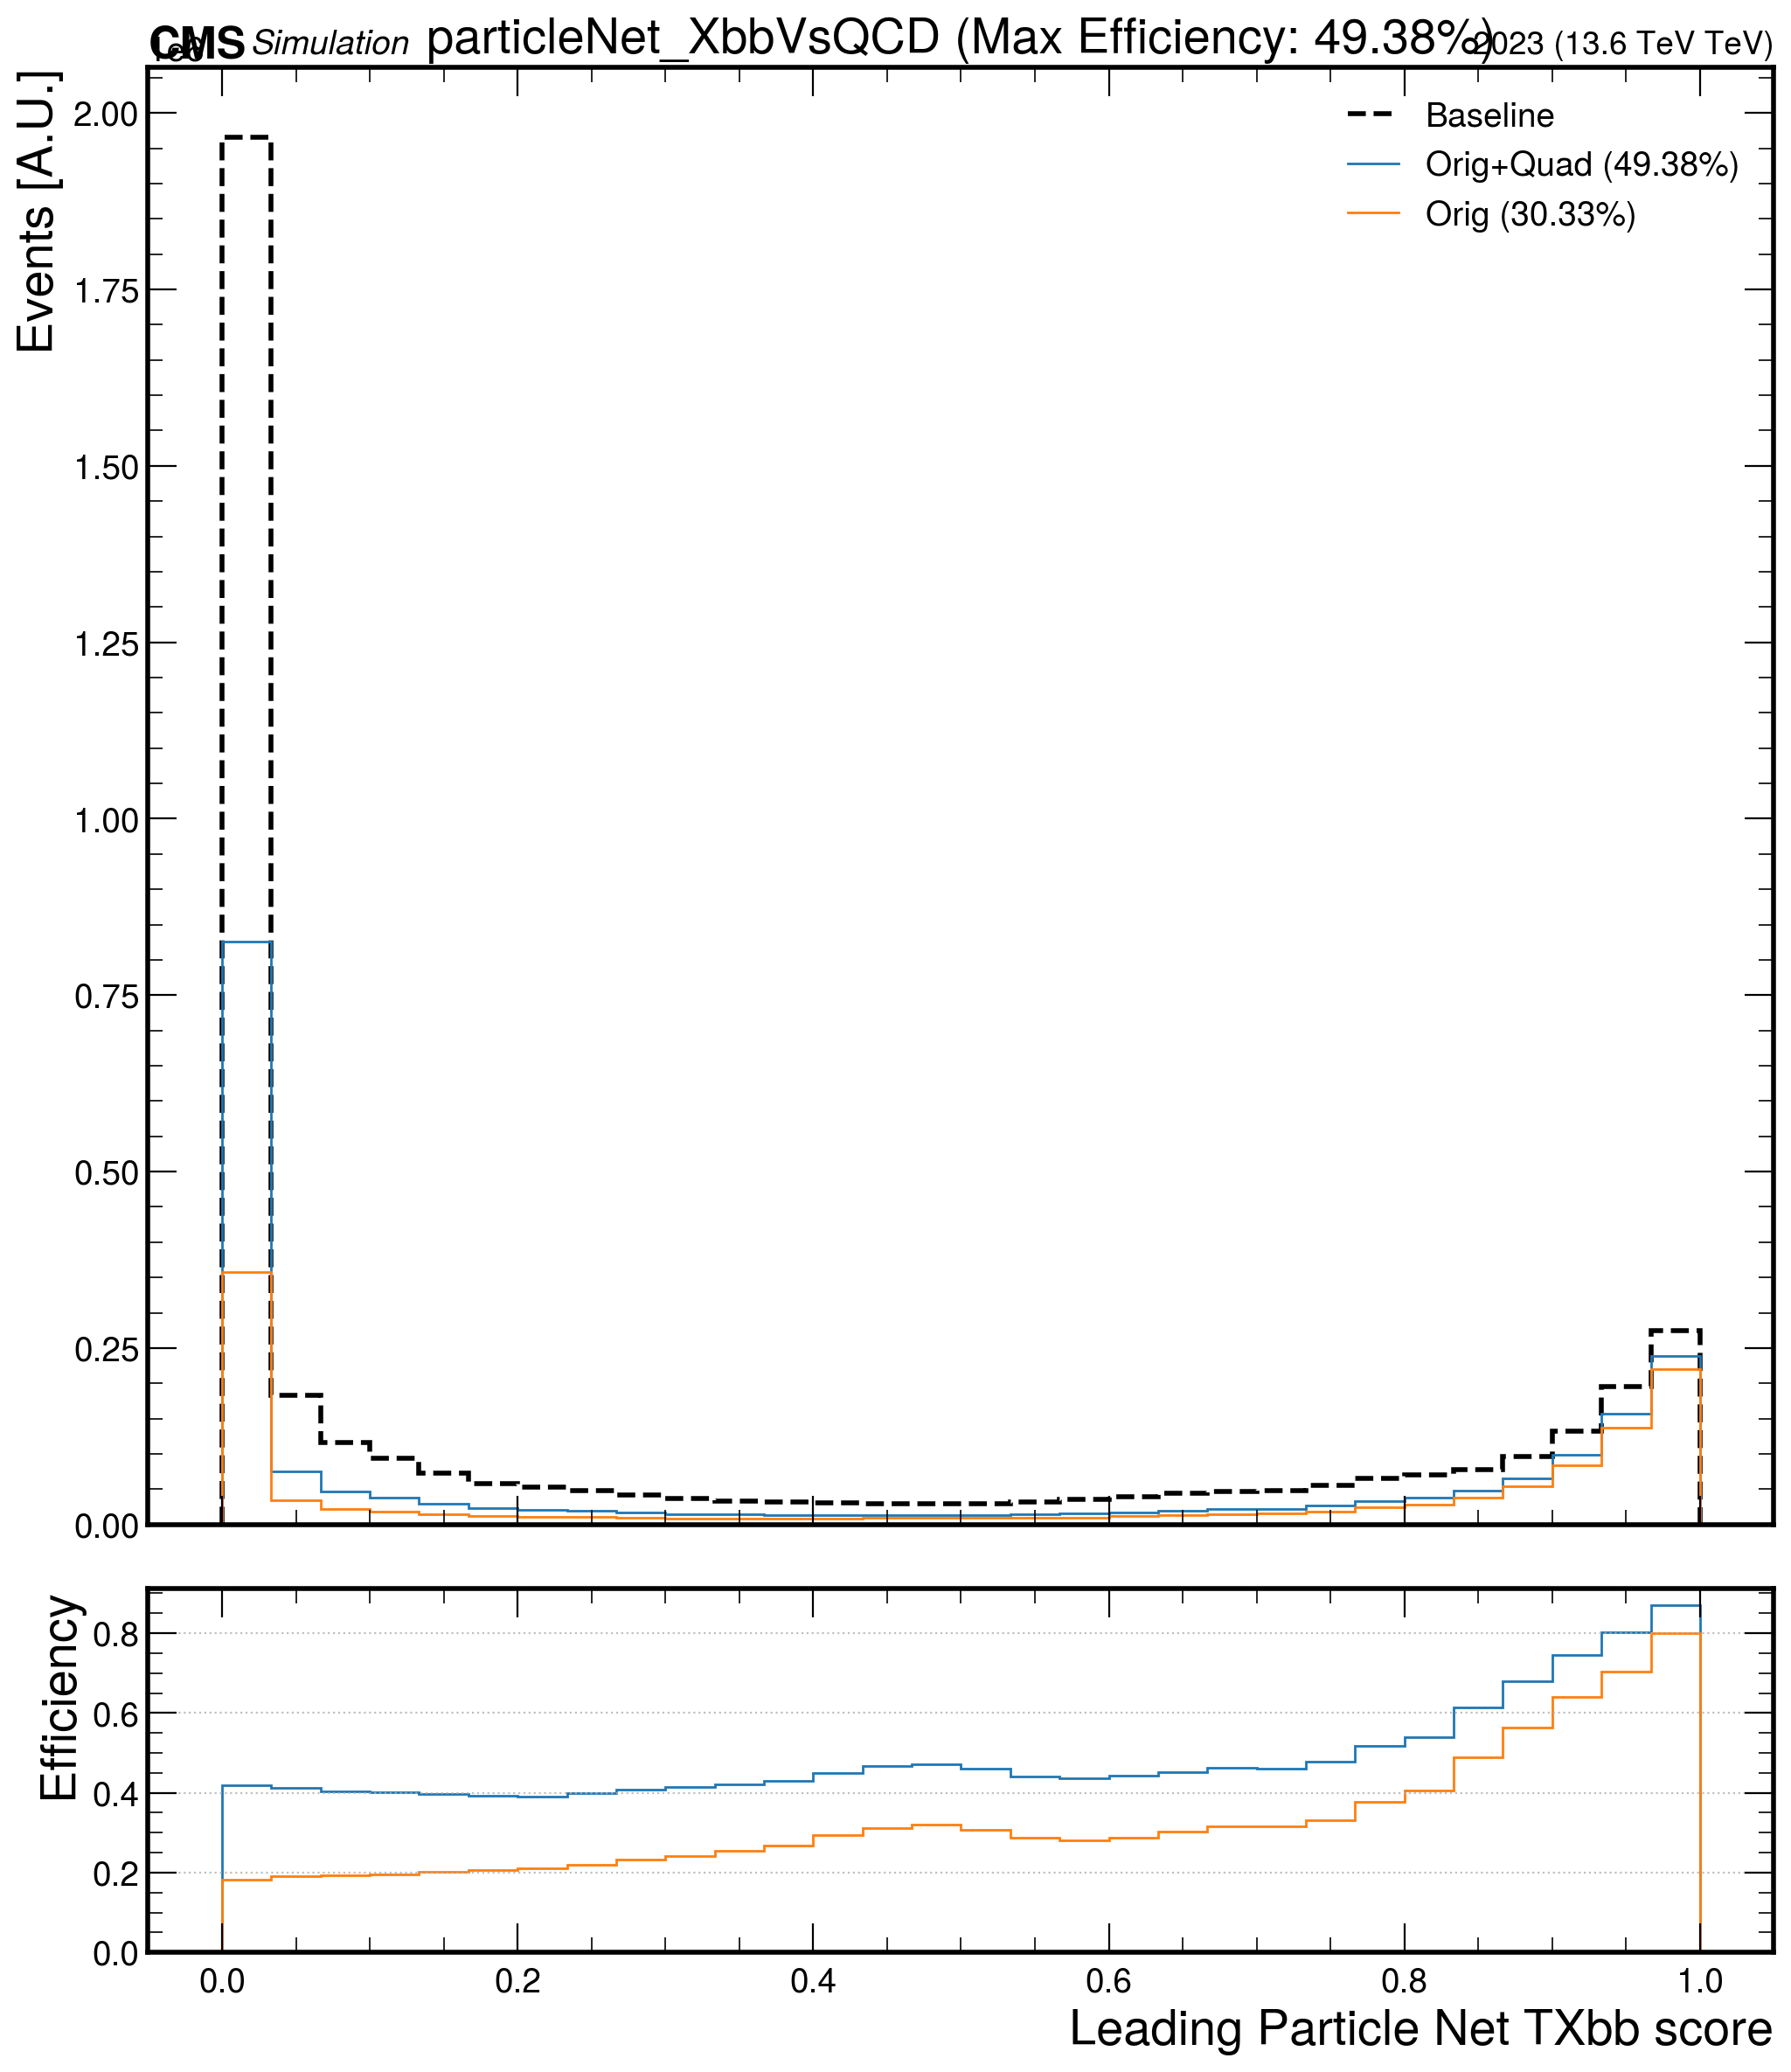 CMS Simulation particleNet_XbbVsQCD (Max Efficiency: 49.38%) 2023 (13.6 TeV TeV)
Events [A.U.]
2.00
1.75
1.50
1.25
1.00
0.75
0.50
0.25
0.00
Baseline
Orig+Quad (49.38%)
Orig (30.33%)
Efficiency
0.8
0.6
0.4
0.2
0.0
0.0 0.2 0.4 0.6 0.8 1.0
Leading Particle Net TXbb score